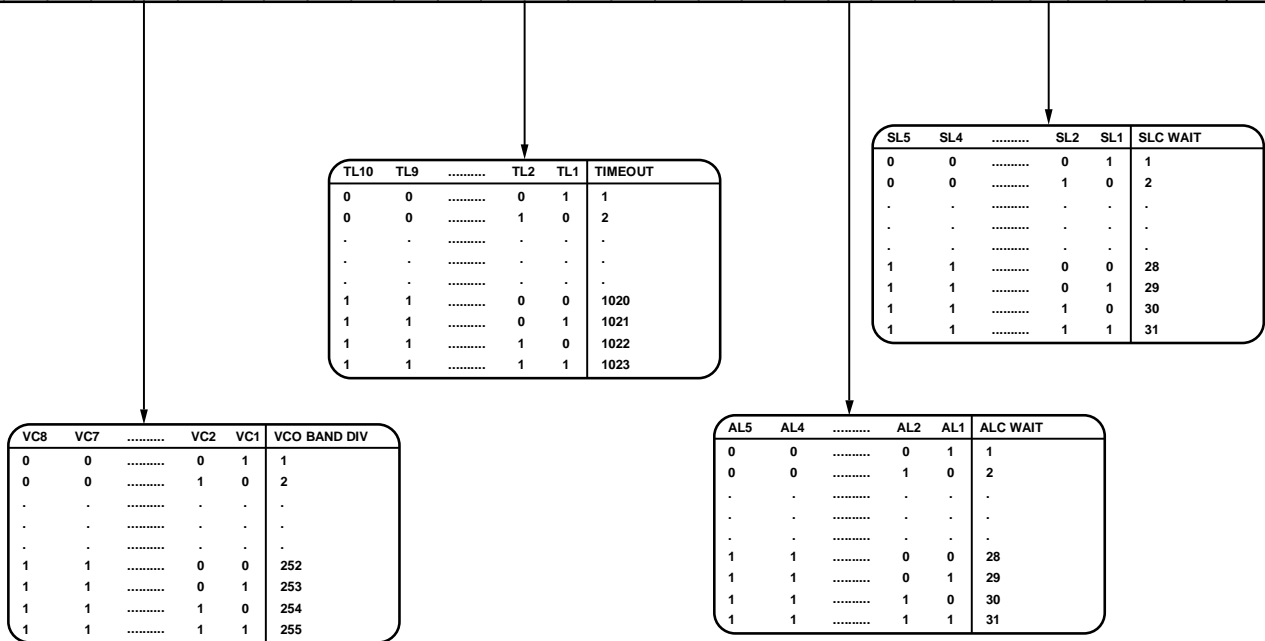 SL5 SL4 .......... SL2 SL1 SLC WAIT
0 0 .......... 0 1 1
0 0 .......... 1 0 2
. . .......... . . .
. . .......... . . .
. . .......... . . .
1 1 .......... 0 0 28
1 1 .......... 0 1 29
1 1 .......... 1 0 30
1 1 .......... 1 1 31
TL10 TL9 .......... TL2 TL1 TIMEOUT
0 0 .......... 0 1 1
0 0 .......... 1 0 2
. . .......... . . .
. . .......... . . .
. . .......... . . .
1 1 .......... 0 0 1020
1 1 .......... 0 1 1021
1 1 .......... 1 0 1022
1 1 .......... 1 1 1023
VC8 VC7 .......... VC2 VC1 VCO BAND DIV
0 0 .......... 0 1 1
0 0 .......... 1 0 2
. . .......... . . .
. . .......... . . .
. . .......... . . .
1 1 .......... 0 0 252
1 1 .......... 0 1 253
1 1 .......... 1 0 254
1 1 .......... 1 1 255
AL5 AL4 .......... AL2 AL1 ALC WAIT
0 0 .......... 0 1 1
0 0 .......... 1 0 2
. . .......... . . .
. . .......... . . .
. . .......... . . .
1 1 .......... 0 0 28
1 1 .......... 0 1 29
1 1 .......... 1 0 30
1 1 .......... 1 1 31